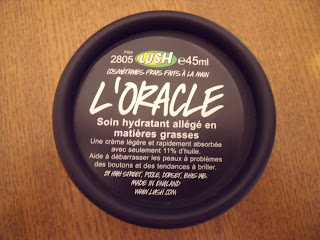 FRA
2805 LUSH e45ml
COSMÉTIQUES FRAIS FAITS À LA MAIN
L'ORACLE
Soin hydratant allégé en
matières grasses
Une crème légère et rapidement absorbée
avec seulement 11% d'huile.
Aide à débarrasser les peaux à problèmes
des boutons et des tendances à briller.
29 HIGH STREET, POOLE, DORSET, BH15 1AB.
MADE IN ENGLAND
WWW.LUSH.COM